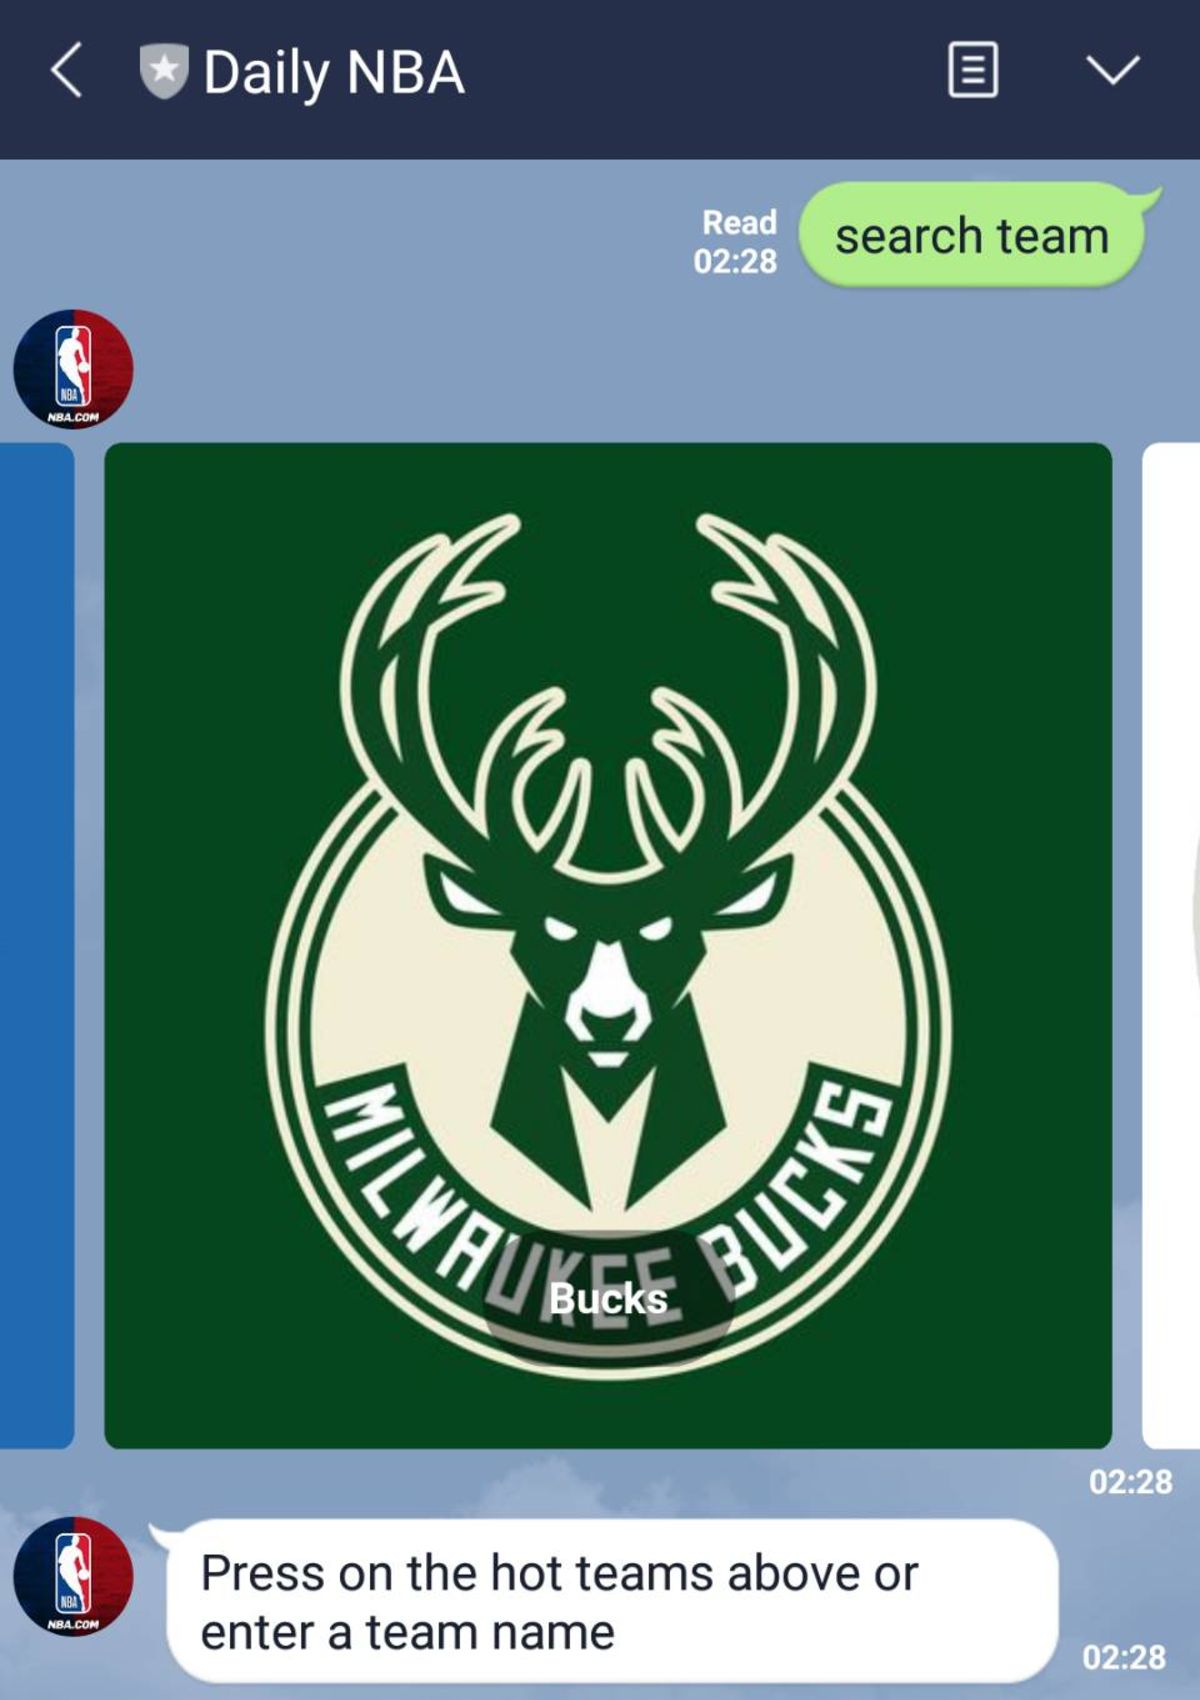 Daily NBA
Read
02:28
search team
NBA
NBA.COM
MILWAUKEE BUCKS
Bucks
02:28
NBA
NBA.COM
Press on the hot teams above or
enter a team name
02:28